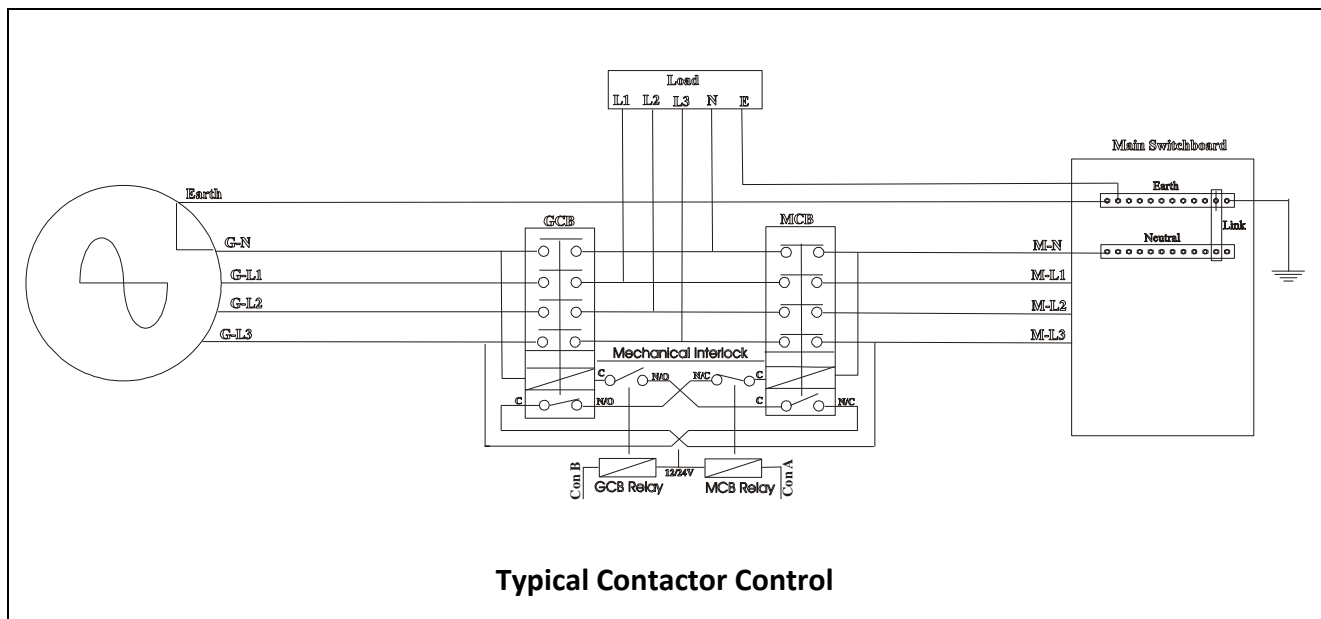 Load
L1 L2 L3 N E
Main Switchboard
Earth
Earth
GCB
MCB
Link
G-N
M-N
Neutral
G-L1
M-L1
G-L2
M-L2
G-L3
M-L3
Mechanical Interlock
C N/O N/C C
C N/O C N/C
Con B
12/24V
Con A
GCB Relay
MCB Relay
Typical Contactor Control